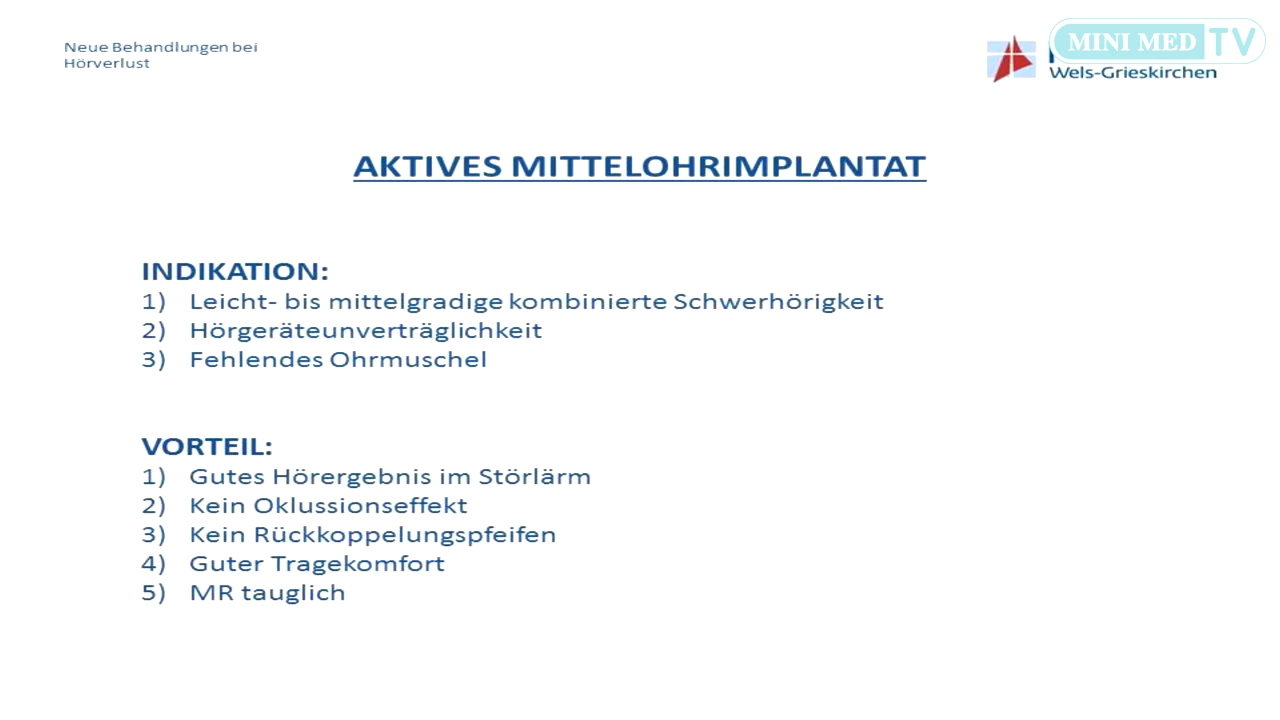 Neue Behandlungen bei
Hörverlust
MINI MED TV
Wels-Grieskirchen
AKTIVES MITTELOHRIMPLANTAT
INDIKATION:
1) Leicht- bis mittelgradige kombinierte Schwerhörigkeit
2) Hörgeräteunverträglichkeit
3) Fehlendes Ohrmuschel
VORTEIL:
1) Gutes Hörergebnis im Störlärm
2) Kein Oklussionseffekt
3) Kein Rückkoppelungspfeifen
4) Guter Tragekomfort
5) MR tauglich